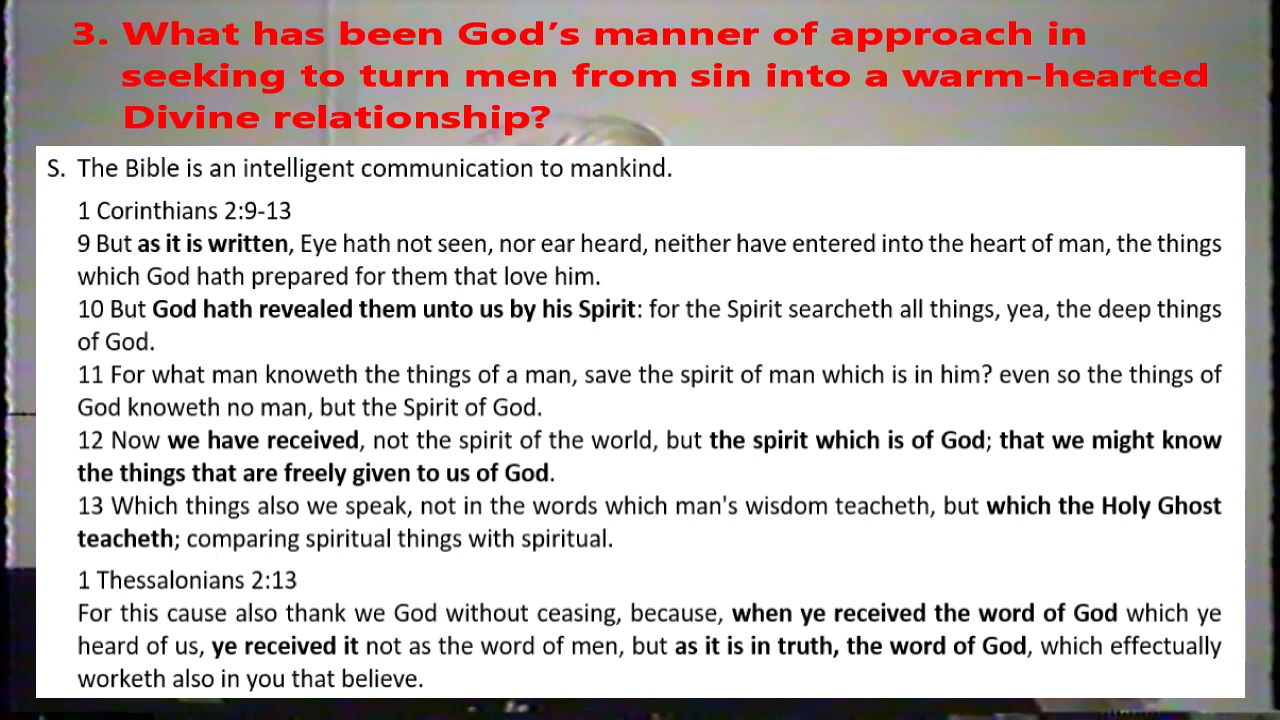 3. What has been God’s manner of approach in
seeking to turn men from sin into a warm-hearted
Divine relationship?
S. The Bible is an intelligent communication to mankind.
1 Corinthians 2:9-13
9 But as it is written, Eye hath not seen, nor ear heard, neither have entered into the heart of man, the things
which God hath prepared for them that love him.
10 But God hath revealed them unto us by his Spirit: for the Spirit searcheth all things, yea, the deep things
of God.
11 For what man knoweth the things of a man, save the spirit of man which is in him? even so the things of
God knoweth no man, but the Spirit of God.
12 Now we have received, not the spirit of the world, but the spirit which is of God; that we might know
the things that are freely given to us of God.
13 Which things also we speak, not in the words which man's wisdom teacheth, but which the Holy Ghost
teacheth; comparing spiritual things with spiritual.
1 Thessalonians 2:13
For this cause also thank we God without ceasing, because, when ye received the word of God which ye
heard of us, ye received it not as the word of men, but as it is in truth, the word of God, which effectually
worketh also in you that believe.